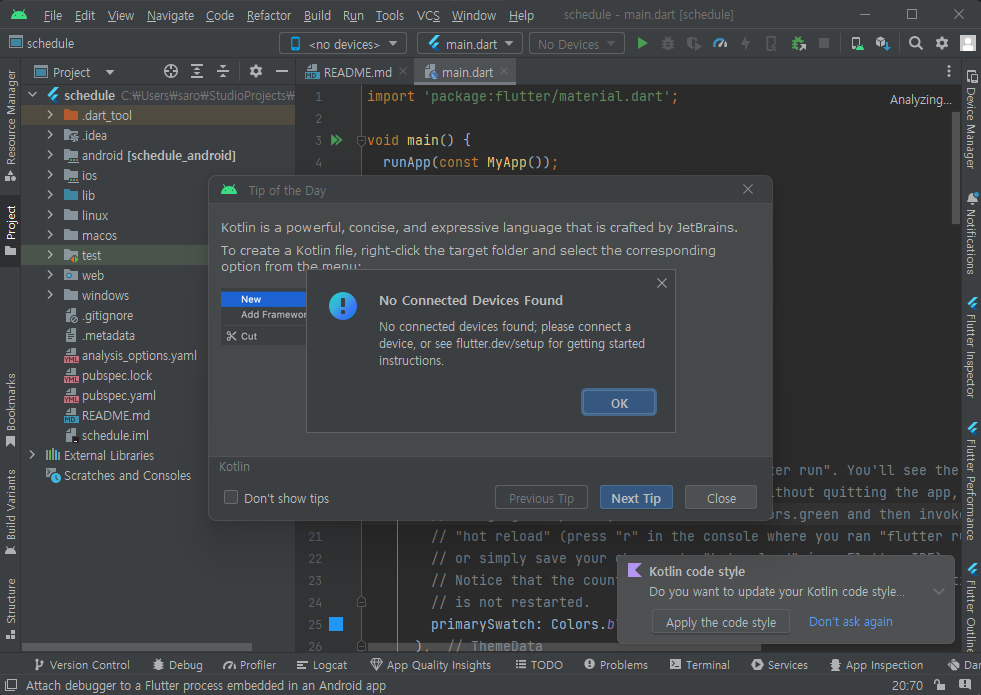 File Edit View Navigate Code Refactor Build Run Tools VCS Window Help schedule - main.dart [schedule]
schedule <no devices> main.dart No Devices
Project README.md main.dart
Resource Manager
Project
Bookmarks
Build Variants
Structure
schedule C:₩Users₩saro₩StudioProjects₩
.dart_tool
.idea
android [schedule_android]
ios
lib
linux
macos
test
web
windows
.gitignore
.metadata
analysis_options.yaml
pubspec.lock
pubspec.yaml
README.md
schedule.iml
External Libraries
Scratches and Consoles
1 import 'package:flutter/material.dart';
Analyzing...
2
3 void main() {
4 runApp(const MyApp());
Tip of the Day
Kotlin is a powerful, concise, and expressive language that is crafted by JetBrains.
To create a Kotlin file, right-click the target folder and select the corresponding
option from the menu:
New
Add Framewor
Cut
No Connected Devices Found
No connected devices found; please connect a
device, or see flutter.dev/setup for getting started
instructions.
OK
Kotlin
Don't show tips Previous Tip Next Tip Close
run". You'll see the
quitting the app,
green and then invok
21 // "hot reload" (press "r" in the console where you ran "flutter ru
22 // or simply save your
23 // Notice that the coun
24 // is not restarted.
25 primarySwatch: Colors.b
26 ), // ThemeData
Kotlin code style
Do you want to update your Kotlin code style...
Apply the code style Don't ask again
Device Manager
Notifications
Flutter Inspector
Flutter Performance
Flutter Outline
Version Control Debug Profiler Logcat App Quality Insights TODO Problems Terminal Services App Inspection Dar
Attach debugger to a Flutter process embedded in an Android app 20:70